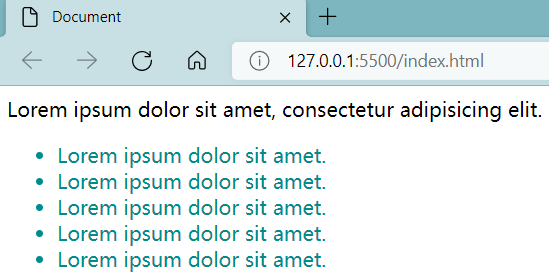 Document
127.0.0.1:5500/index.html
Lorem ipsum dolor sit amet, consectetur adipisicing elit.
• Lorem ipsum dolor sit amet.
• Lorem ipsum dolor sit amet.
• Lorem ipsum dolor sit amet.
• Lorem ipsum dolor sit amet.
• Lorem ipsum dolor sit amet.